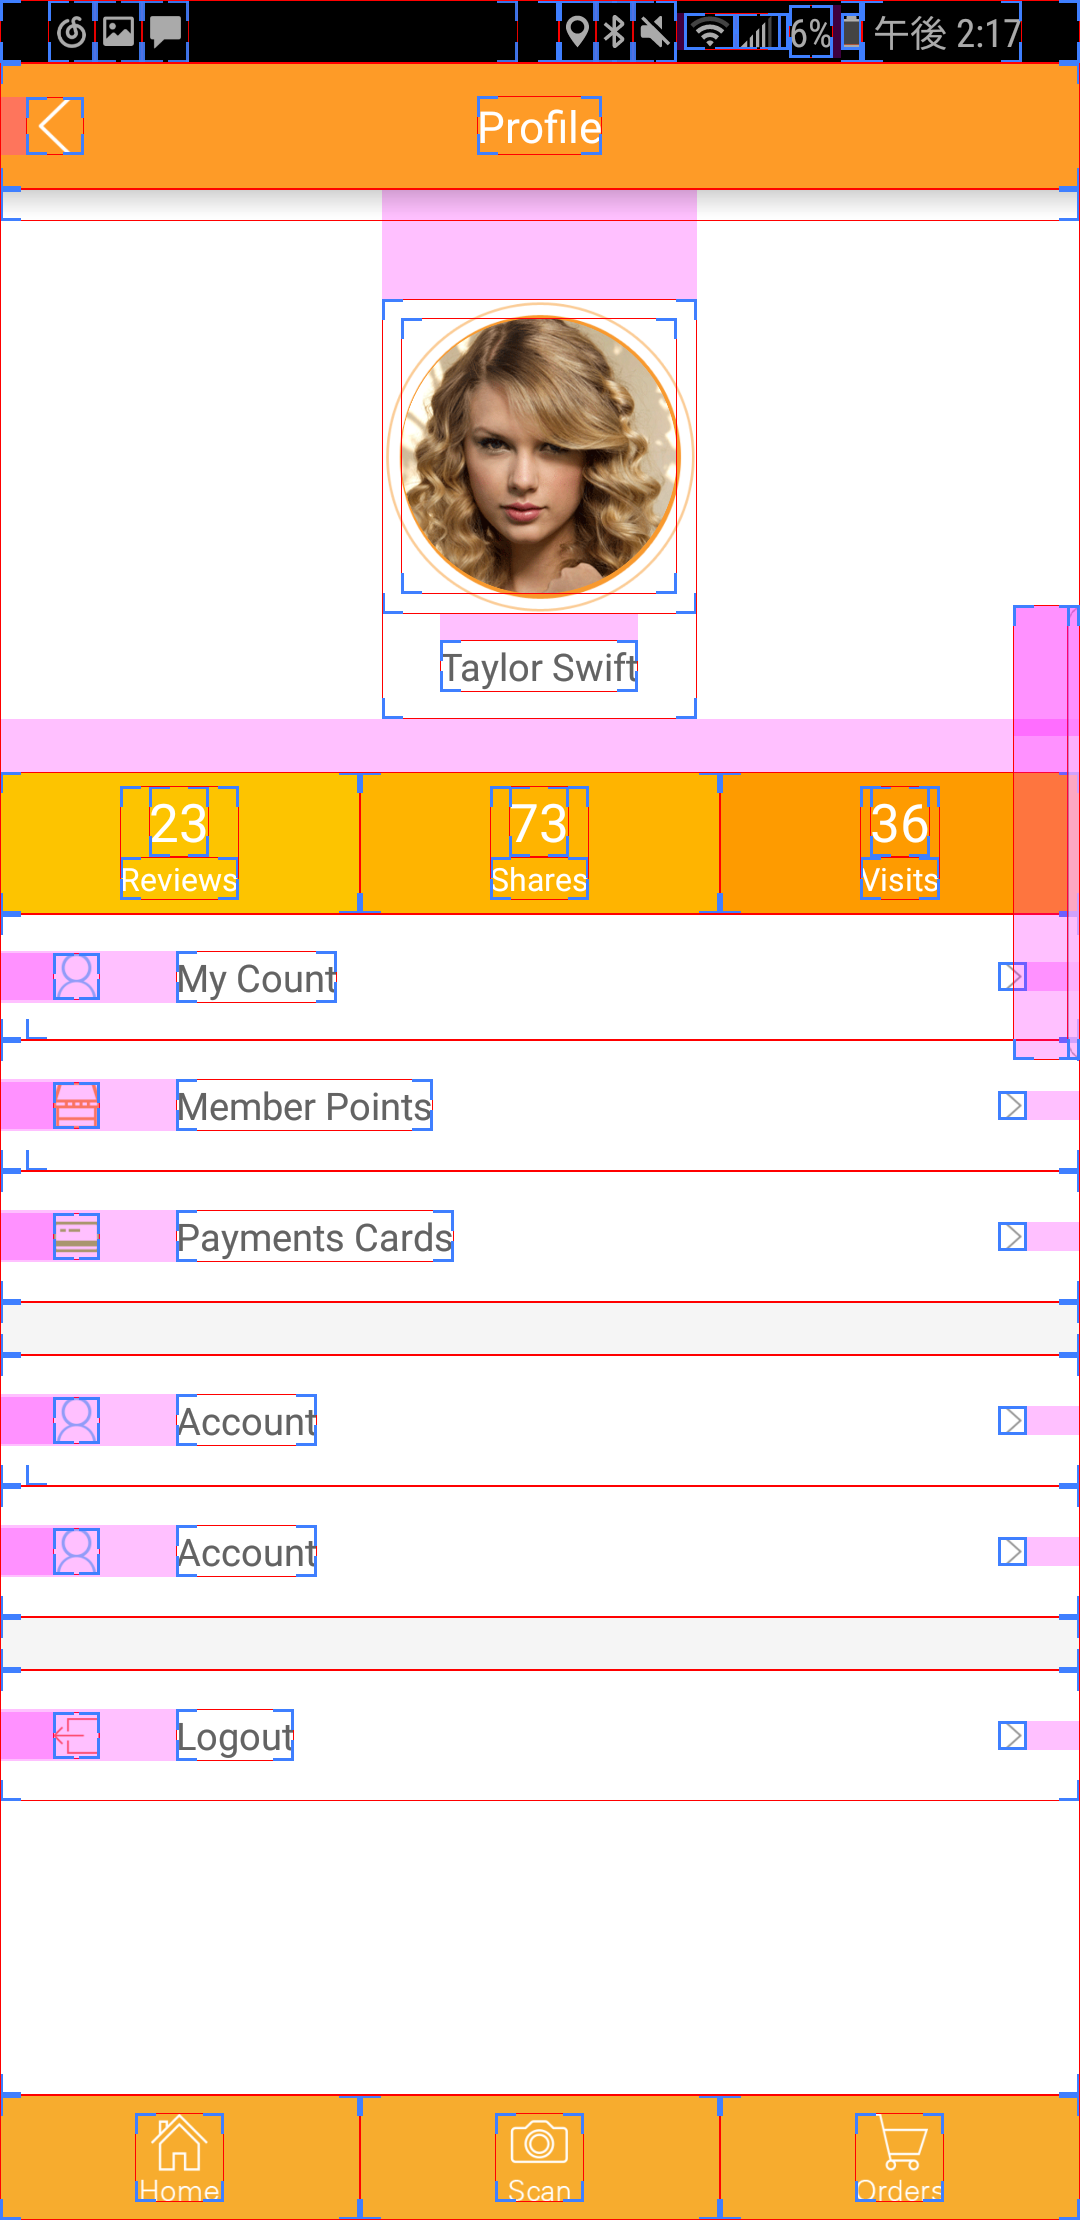 6% 午後 2:17
Profile
Taylor Swift
23 73 36
Reviews Shares Visits
My Count
Member Points
Payments Cards
Account
Account
Logout
Home Scan Orders